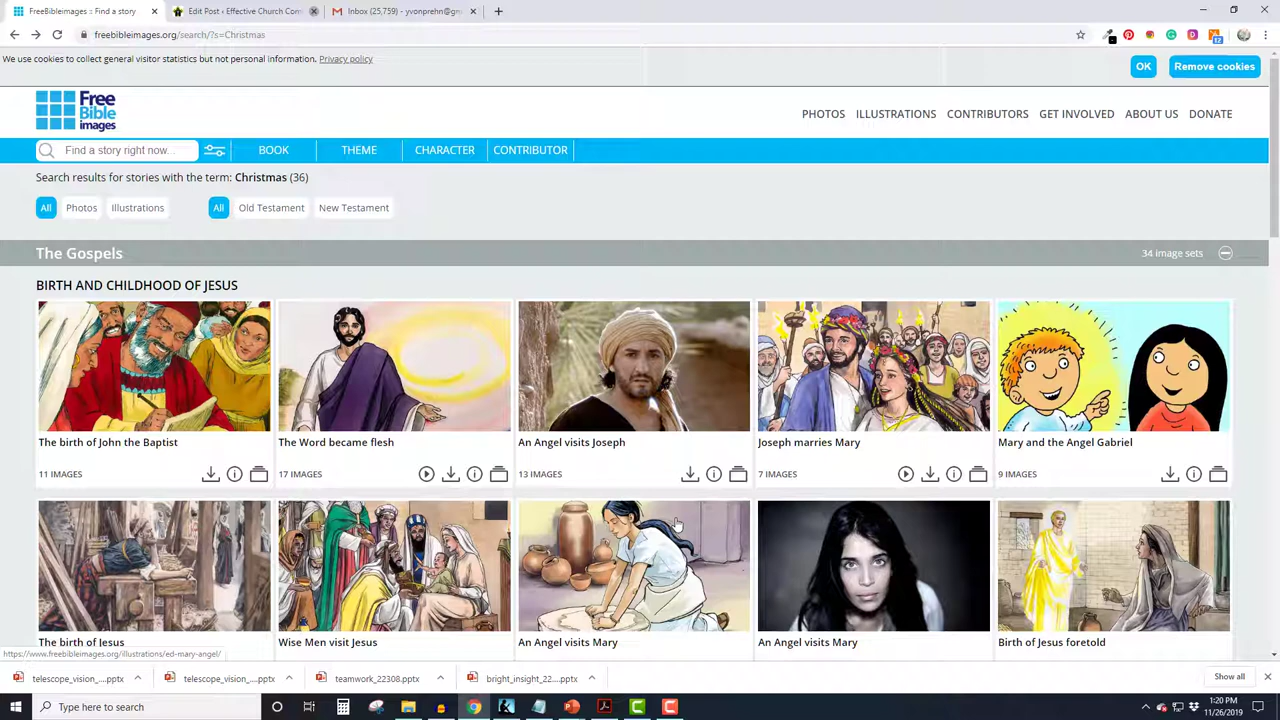 FreeBibleimages :: Find a story
Edit Post ‹ Effective Church Com
Inbox (25,759) - yvonprehn@gm
freebibleimages.org/search/?s=Christmas
We use cookies to collect general visitor statistics but not personal information. Privacy policy
OK
Remove cookies
Free Bible images
PHOTOS
ILLUSTRATIONS
CONTRIBUTORS
GET INVOLVED
ABOUT US
DONATE
Find a story right now...
BOOK
THEME
CHARACTER
CONTRIBUTOR
Search results for stories with the term: Christmas (36)
All
Photos
Illustrations
All
Old Testament
New Testament
The Gospels
34 image sets
BIRTH AND CHILDHOOD OF JESUS
The birth of John the Baptist
The Word became flesh
An Angel visits Joseph
Joseph marries Mary
Mary and the Angel Gabriel
11 IMAGES
17 IMAGES
13 IMAGES
7 IMAGES
9 IMAGES
The birth of Jesus
Wise Men visit Jesus
An Angel visits Mary
An Angel visits Mary
Birth of Jesus foretold
https://www.freebibleimages.org/illustrations/ed-mary-angel/
telescope_vision_....pptx
telescope_vision_....pptx
teamwork_22308.pptx
bright_insight_22....pptx
Show all
Type here to search
1:20 PM
11/26/2019